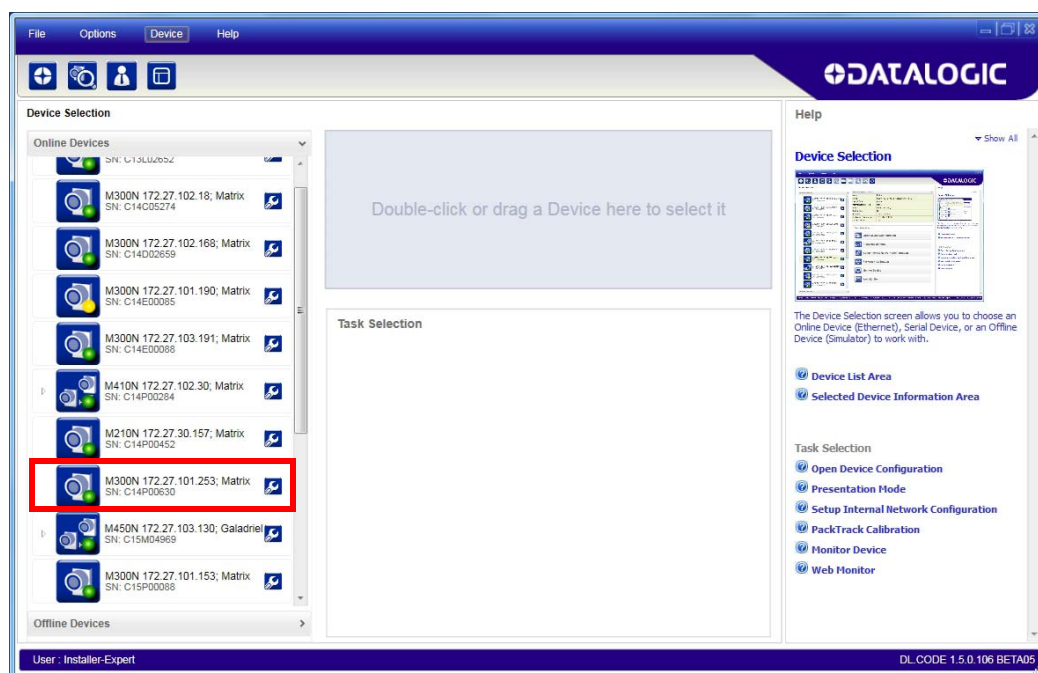 File Options Device Help
DATALOGIC
Device Selection
Online Devices
SN: C13L02652
M300N 172.27.102.18; Matrix
SN: C14C05274
M300N 172.27.102.168; Matrix
SN: C14D02659
M300N 172.27.101.190; Matrix
SN: C14E00085
M300N 172.27.103.191; Matrix
SN: C14E00088
M410N 172.27.102.30; Matrix
SN: C14P00284
M210N 172.27.30.157; Matrix
SN: C14P00452
M300N 172.27.101.253; Matrix
SN: C14P00630
M450N 172.27.103.130; Galadriel
SN: C15M04969
M300N 172.27.101.153; Matrix
SN: C15P00088
Offline Devices
Double-click or drag a Device here to select it
Task Selection
Help
Show All
Device Selection
The Device Selection screen allows you to choose an
Online Device (Ethernet), Serial Device, or an Offline
Device (Simulator) to work with.
Device List Area
Selected Device Information Area
Task Selection
Open Device Configuration
Presentation Mode
Setup Internal Network Configuration
PackTrack Calibration
Monitor Device
Web Monitor
User : Installer-Expert
DL.CODE 1.5.0.106 BETA05